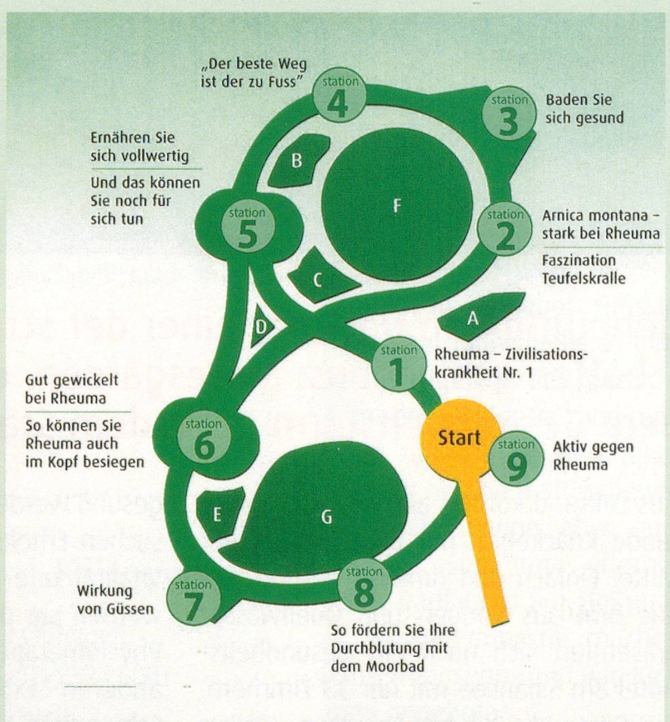 „Der beste Weg
ist der zu Fuss"
station
4
station
3
Baden Sie
sich gesund
Ernähren Sie
sich vollwertig
Und das können
Sie noch für
sich tun
B
station
5
F
station
2
Arnica montana –
stark bei Rheuma
Faszination
Teufelskralle
C
A
D
station
1
Rheuma – Zivilisations-
krankheit Nr. 1
Gut gewickelt
bei Rheuma
So können Sie
Rheuma auch
im Kopf besiegen
station
6
Start
station
9
Aktiv gegen
Rheuma
E
G
Wirkung
von Güssen
station
7
station
8
So fördern Sie Ihre
Durchblutung mit
dem Moorbad